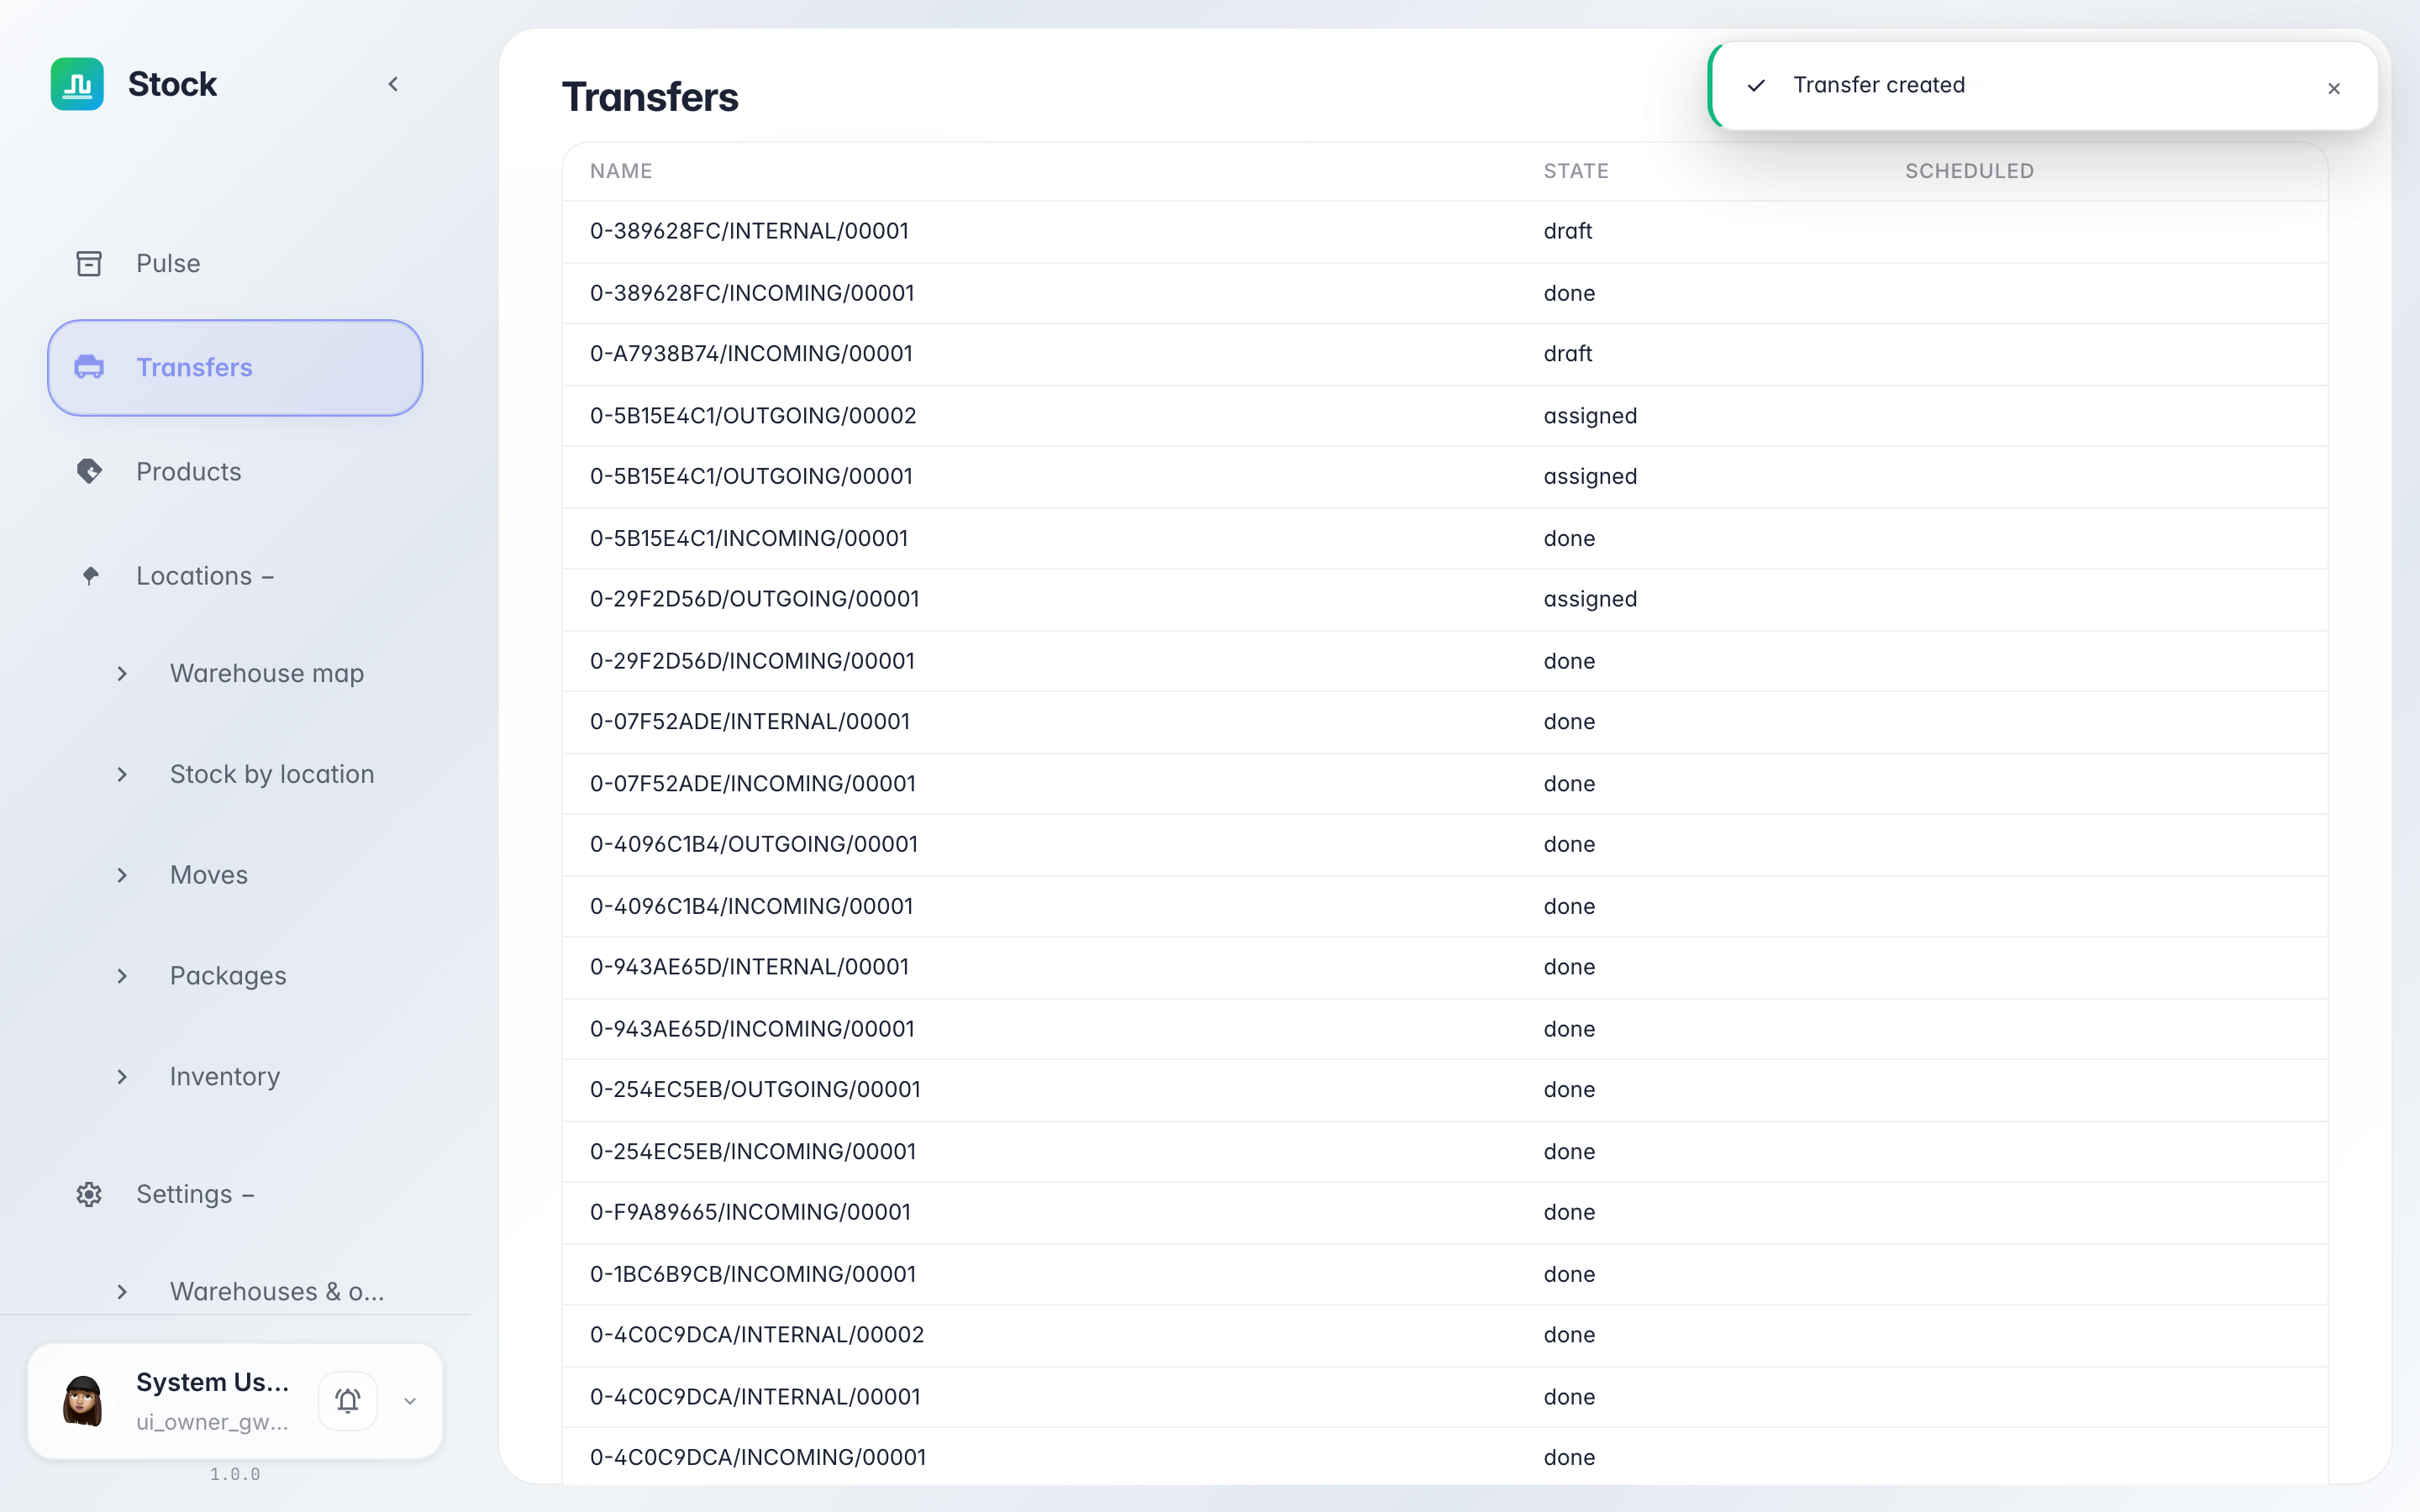 Stock
Pulse
Transfers
Products
Locations –
Warehouse map
Stock by location
Moves
Packages
Inventory
Settings –
Warehouses & o...
System Us...
ui_owner_gw...
1.0.0
Transfers
Transfer created
NAME STATE SCHEDULED
0-389628FC/INTERNAL/00001 draft
0-389628FC/INCOMING/00001 done
0-A7938B74/INCOMING/00001 draft
0-5B15E4C1/OUTGOING/00002 assigned
0-5B15E4C1/OUTGOING/00001 assigned
0-5B15E4C1/INCOMING/00001 done
0-29F2D56D/OUTGOING/00001 assigned
0-29F2D56D/INCOMING/00001 done
0-07F52ADE/INTERNAL/00001 done
0-07F52ADE/INCOMING/00001 done
0-4096C1B4/OUTGOING/00001 done
0-4096C1B4/INCOMING/00001 done
0-943AE65D/INTERNAL/00001 done
0-943AE65D/INCOMING/00001 done
0-254EC5EB/OUTGOING/00001 done
0-254EC5EB/INCOMING/00001 done
0-F9A89665/INCOMING/00001 done
0-1BC6B9CB/INCOMING/00001 done
0-4C0C9DCA/INTERNAL/00002 done
0-4C0C9DCA/INTERNAL/00001 done
0-4C0C9DCA/INCOMING/00001 done